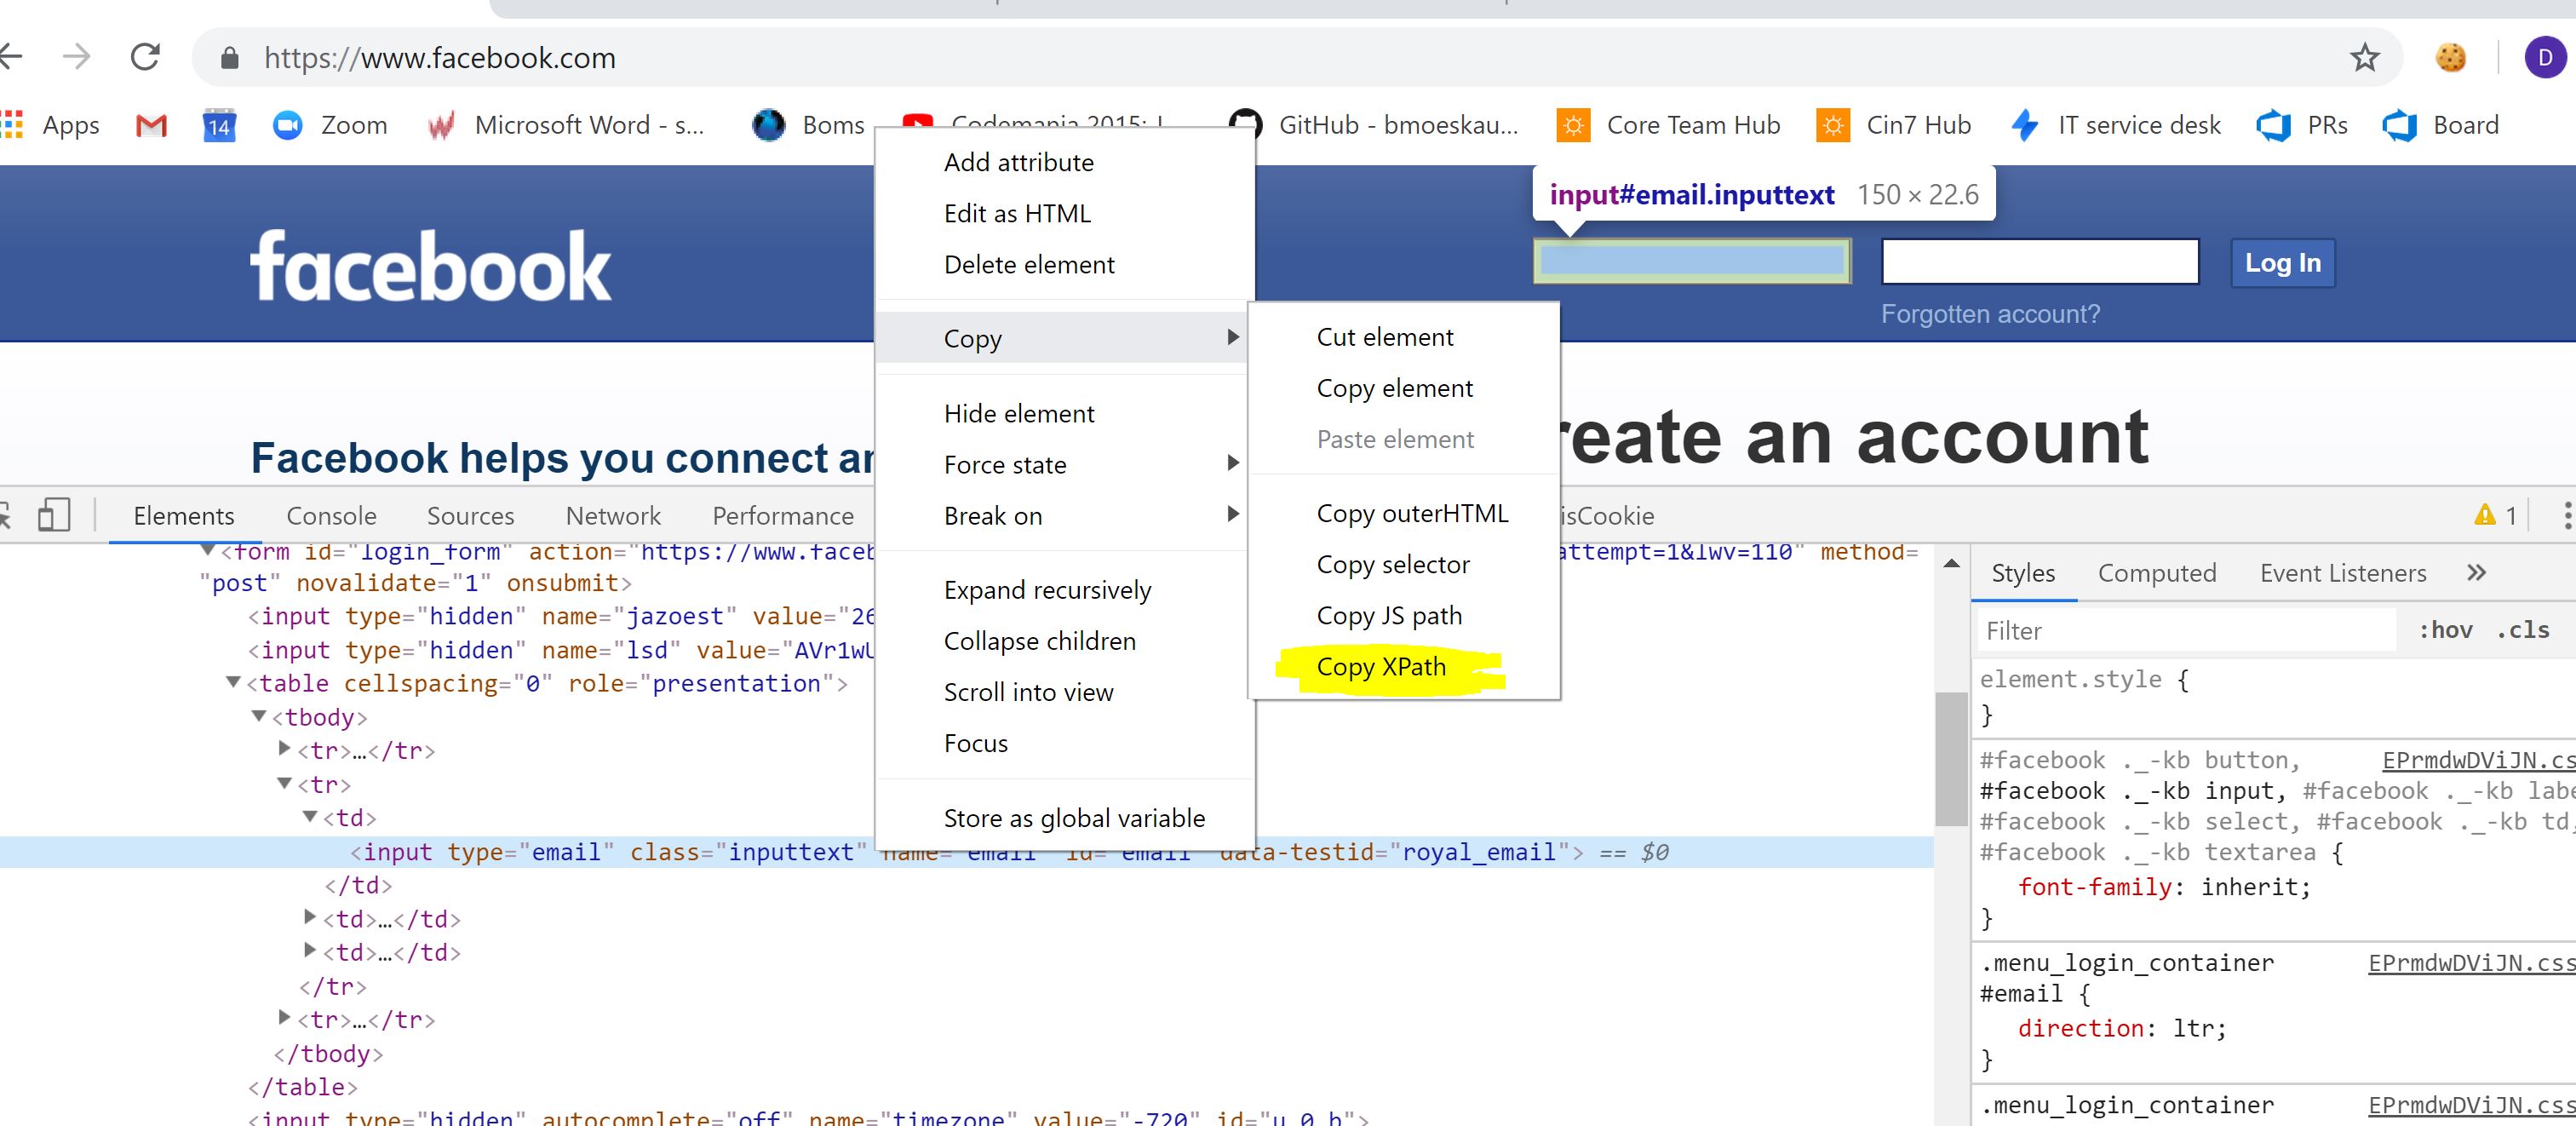 https://www.facebook.com
D
Apps
14
Zoom
Microsoft Word - s...
Boms
Codemania 2015: J
GitHub - bmoeskau...
Core Team Hub
Cin7 Hub
IT service desk
PRs
Board
facebook
input#email.inputtext 150 × 22.6
Log In
Forgotten account?
Facebook helps you connect
reate an account
Add attribute
Edit as HTML
Delete element
Copy
Hide element
Force state
Break on
Expand recursively
Collapse children
Scroll into view
Focus
Store as global variable
Cut element
Copy element
Paste element
Copy outerHTML
Copy selector
Copy JS path
Copy XPath
Elements
Console
Sources
Network
Performance
isCookie
1
<form id="login_form" action="https://www.faceb attempt=1&lwv=110" method=
"post" novalidate="1" onsubmit>
<input type="hidden" name="jazoest" value="26
<input type="hidden" name="lsd" value="AVr1wU
<table cellspacing="0" role="presentation">
<tbody>
<tr>…</tr>
<tr>
<td>
<input type="email" class="inputtext" name="email" id="email" data-testid="royal_email"> == $0
</td>
<td>…</td>
<td>…</td>
</tr>
<tr>…</tr>
</tbody>
</table>
<input type="hidden" autocomplete="off" name="timezone" value="-720" id="u_0_b">
Styles
Computed
Event Listeners
»
Filter
:hov .cls
element.style {
}
#facebook ._-kb button, EPrmdwDViJN.cs
#facebook ._-kb input, #facebook ._-kb labe
#facebook ._-kb select, #facebook ._-kb td,
#facebook ._-kb textarea {
font-family: inherit;
}
.menu_login_container EPrmdwDViJN.css
#email {
direction: ltr;
}
.menu_login_container EPrmdwDViJN.css